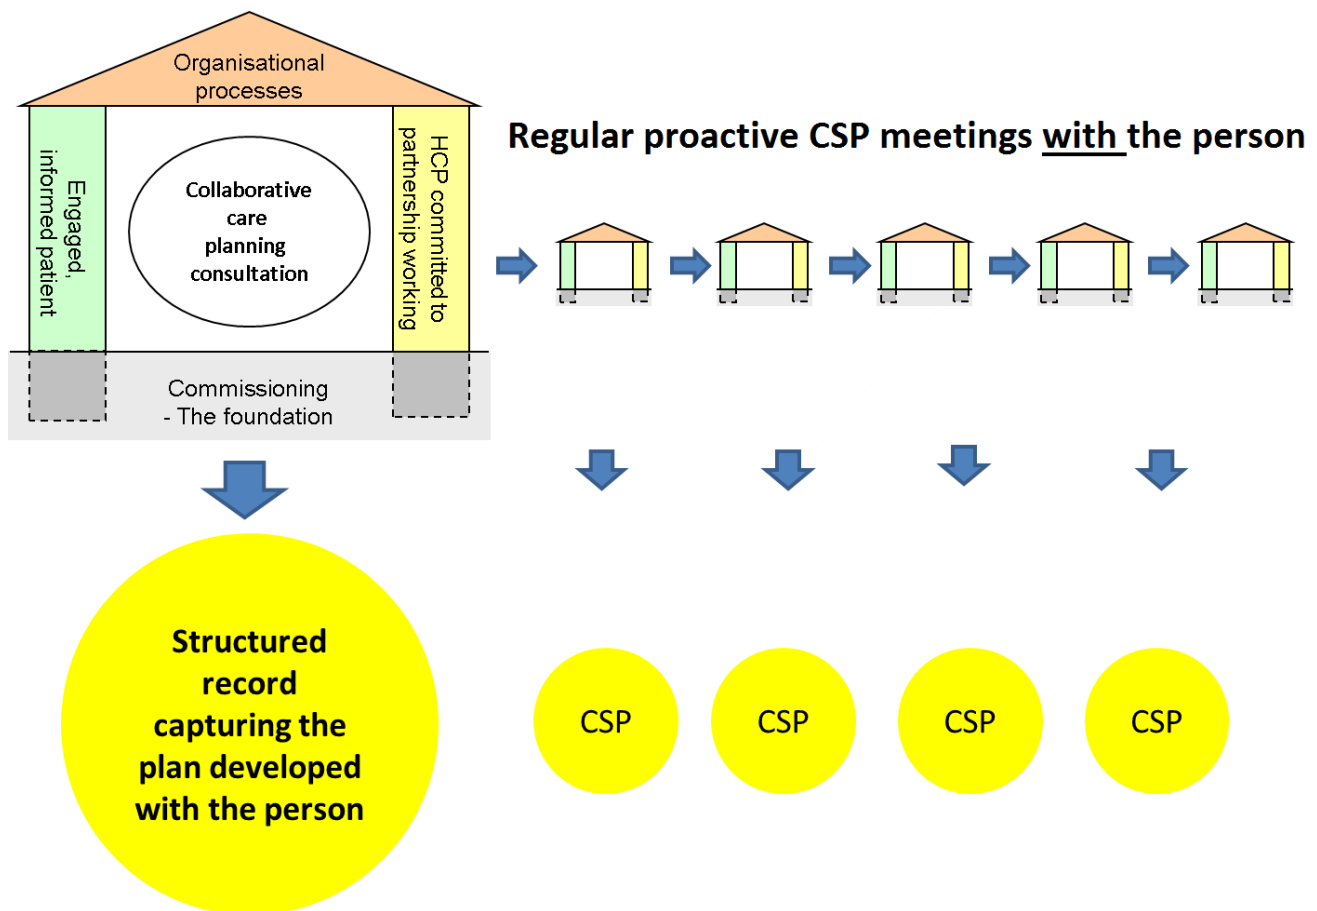 Organisational
processes
Engaged,
informed patient
Collaborative
care
planning
consultation
HCP committed to
partnership working
Commissioning
- The foundation
Regular proactive CSP meetings with the person
Structured
record
capturing the
plan developed
with the person
CSP
CSP
CSP
CSP